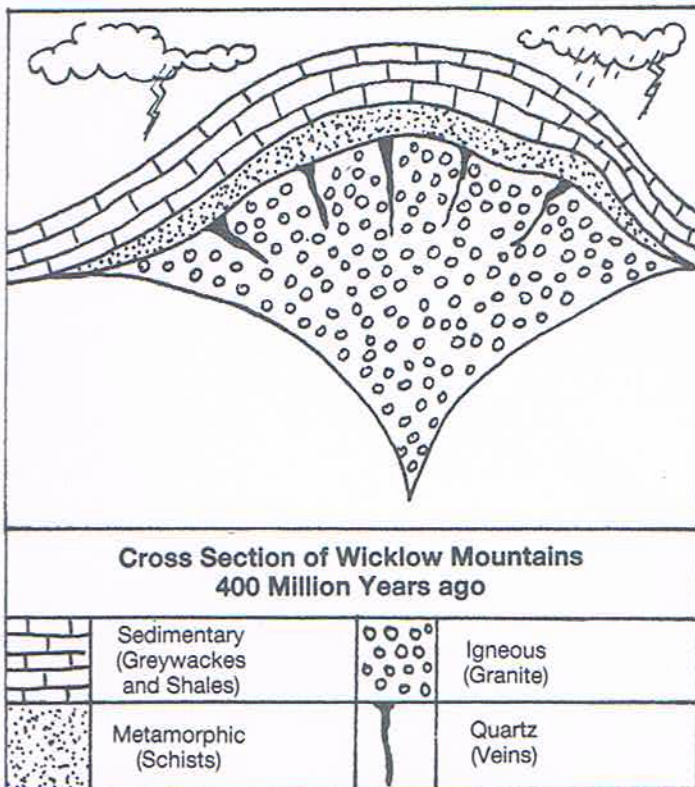 Cross Section of Wicklow Mountains
400 Million Years ago
Sedimentary
(Greywackes
and Shales)
Igneous
(Granite)
Metamorphic
(Schists)
Quartz
(Veins)